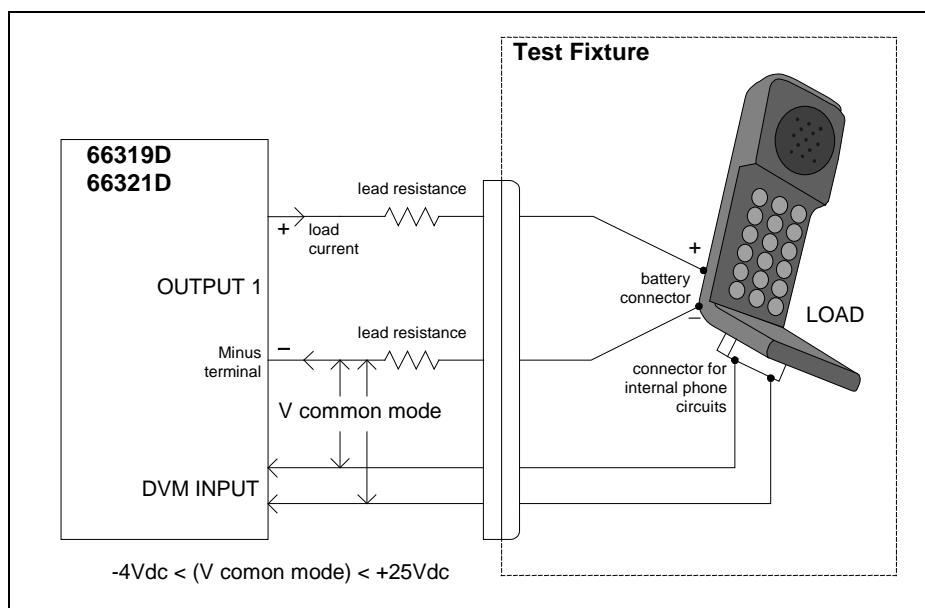 Test Fixture
66319D
66321D
lead resistance
+
load
current
+
OUTPUT 1
battery
connector
LOAD
lead resistance
Minus
terminal
–
–
connector for
internal phone
circuits
V common mode
DVM INPUT
-4Vdc < (V comon mode) < +25Vdc